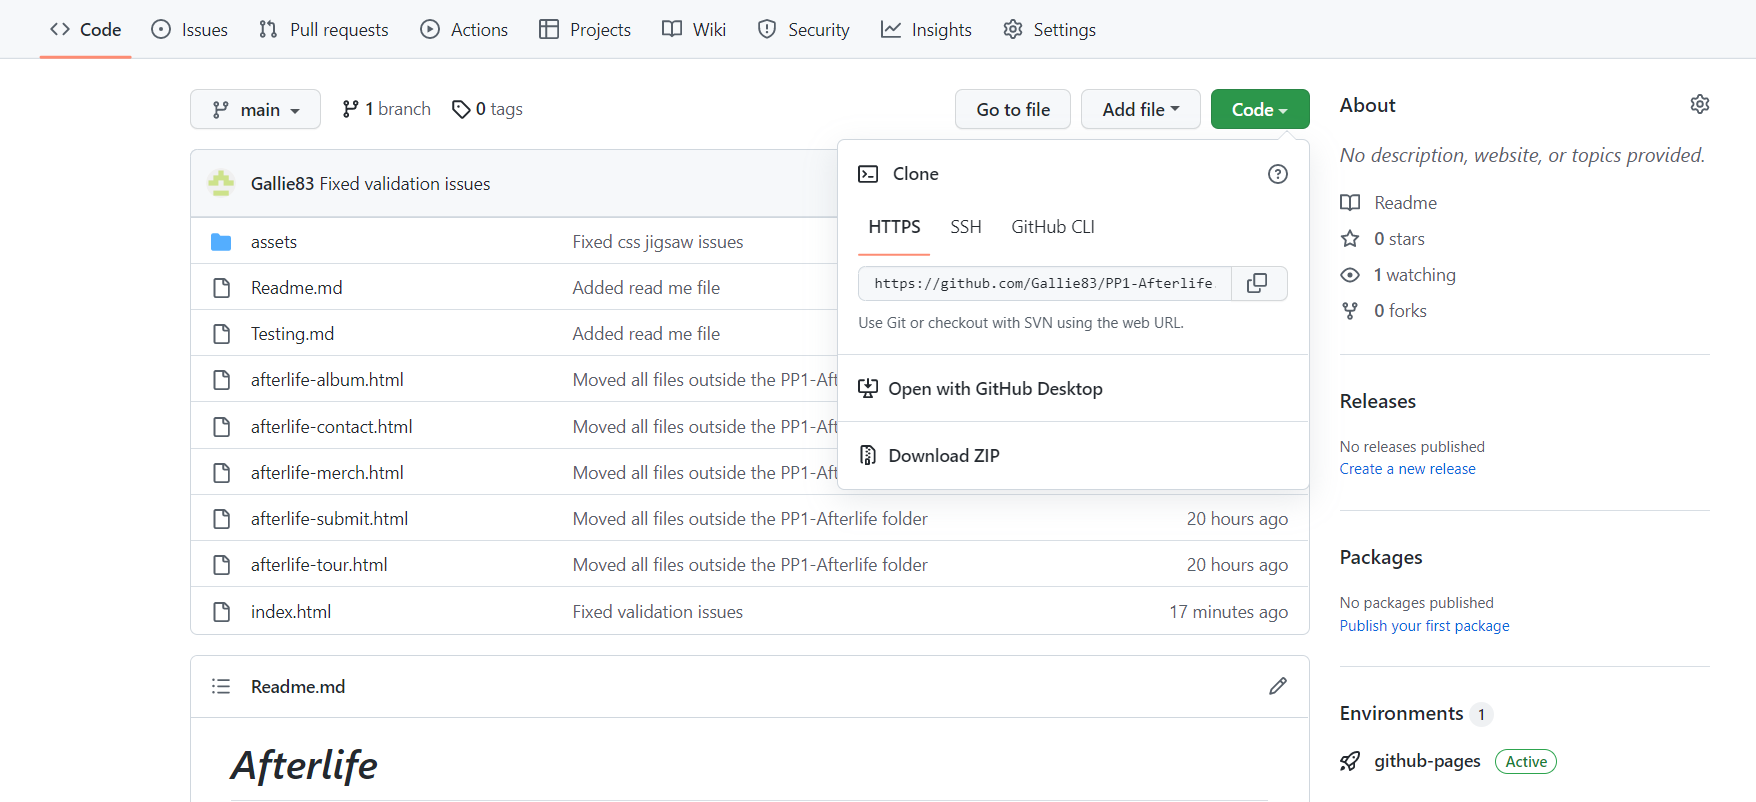 Code Issues Pull requests Actions Projects Wiki Security Insights Settings
main 1 branch 0 tags Go to file Add file Code
Gallie83 Fixed validation issues
assets Fixed css jigsaw issues
Readme.md Added read me file
Testing.md Added read me file
afterlife-album.html Moved all files outside the PP1-Aft
afterlife-contact.html Moved all files outside the PP1-Aft
afterlife-merch.html Moved all files outside the PP1-Aft
afterlife-submit.html Moved all files outside the PP1-Afterlife folder 20 hours ago
afterlife-tour.html Moved all files outside the PP1-Afterlife folder 20 hours ago
index.html Fixed validation issues 17 minutes ago
Clone
HTTPS SSH GitHub CLI
https://github.com/Gallie83/PP1-Afterlife
Use Git or checkout with SVN using the web URL.
Open with GitHub Desktop
Download ZIP
Readme.md
Afterlife
About
No description, website, or topics provided.
Readme
0 stars
1 watching
0 forks
Releases
No releases published
Create a new release
Packages
No packages published
Publish your first package
Environments 1
github-pages Active